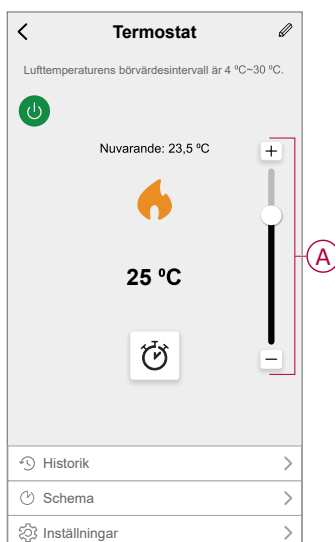 Termostat
Lufttemperaturens börvärdesintervall är 4 ºC~30 ºC.
Nuvarande: 23,5 ºC
+
A
25 ºC
−
Historik
Schema
Inställningar